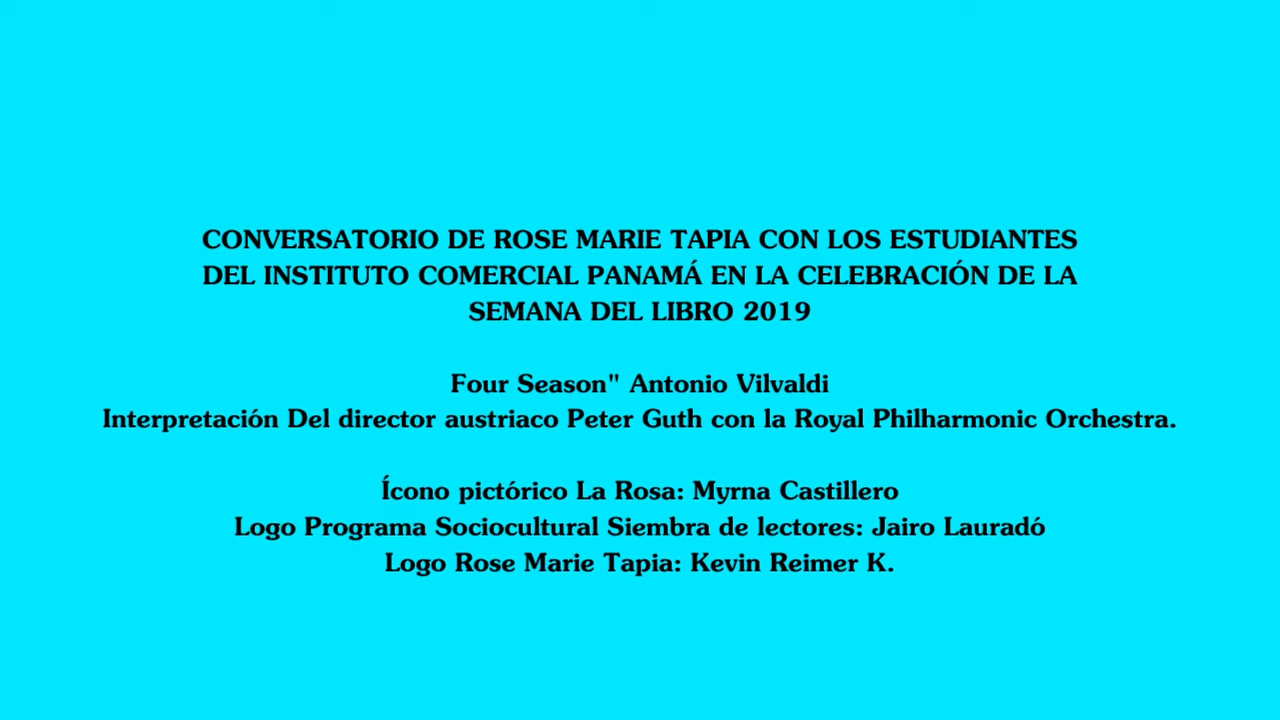 CONVERSATORIO DE ROSE MARIE TAPIA CON LOS ESTUDIANTES
DEL INSTITUTO COMERCIAL PANAMÁ EN LA CELEBRACIÓN DE LA
SEMANA DEL LIBRO 2019
Four Season" Antonio Vilvaldi
Interpretación Del director austriaco Peter Guth con la Royal Philharmonic Orchestra.
Ícono pictórico La Rosa: Myrna Castillero
Logo Programa Sociocultural Siembra de lectores: Jairo Lauradó
Logo Rose Marie Tapia: Kevin Reimer K.